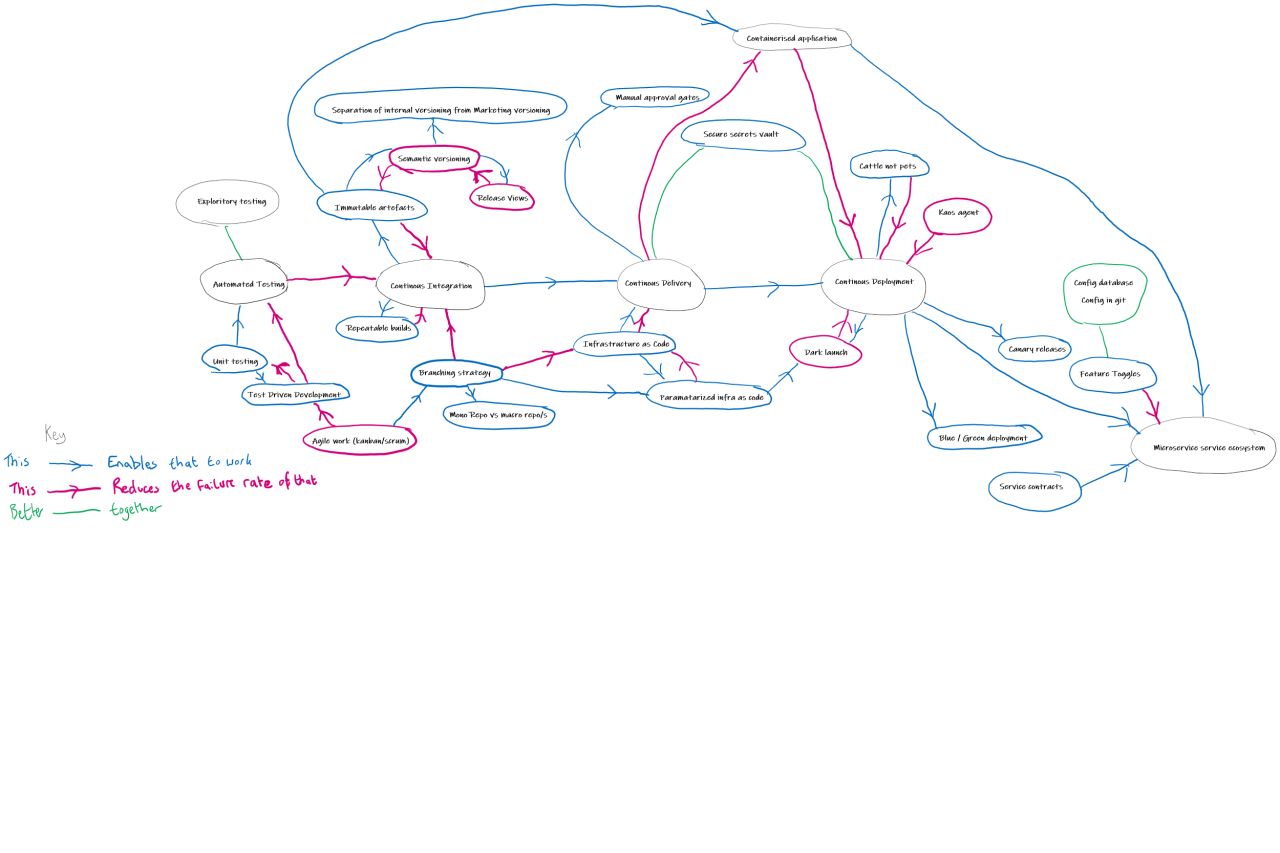 Containerised application
Manual approval gates
Separation of internal versioning from Marketing versioning
Secure secrets vault
Semantic versioning
Cattle not pets
Release Views
Exploritory testing
Immutable artefacts
Kaos agent
Automated Testing
Continous Integration
Continous Delivery
Continous Deployment
Config database
Config in git
Repeatable builds
Infrastructure as Code
Dark launch
Canary releases
Unit testing
Branching strategy
Feature Toggles
Test Driven Development
Paramatarized infra as code
Mono Repo vs macro repo/s
Agile work (kanban/scrum)
Blue / Green deployment
Microservice service ecosystem
Service contracts
Key
This Enables that to work
This Reduces the failure rate of that
Better together